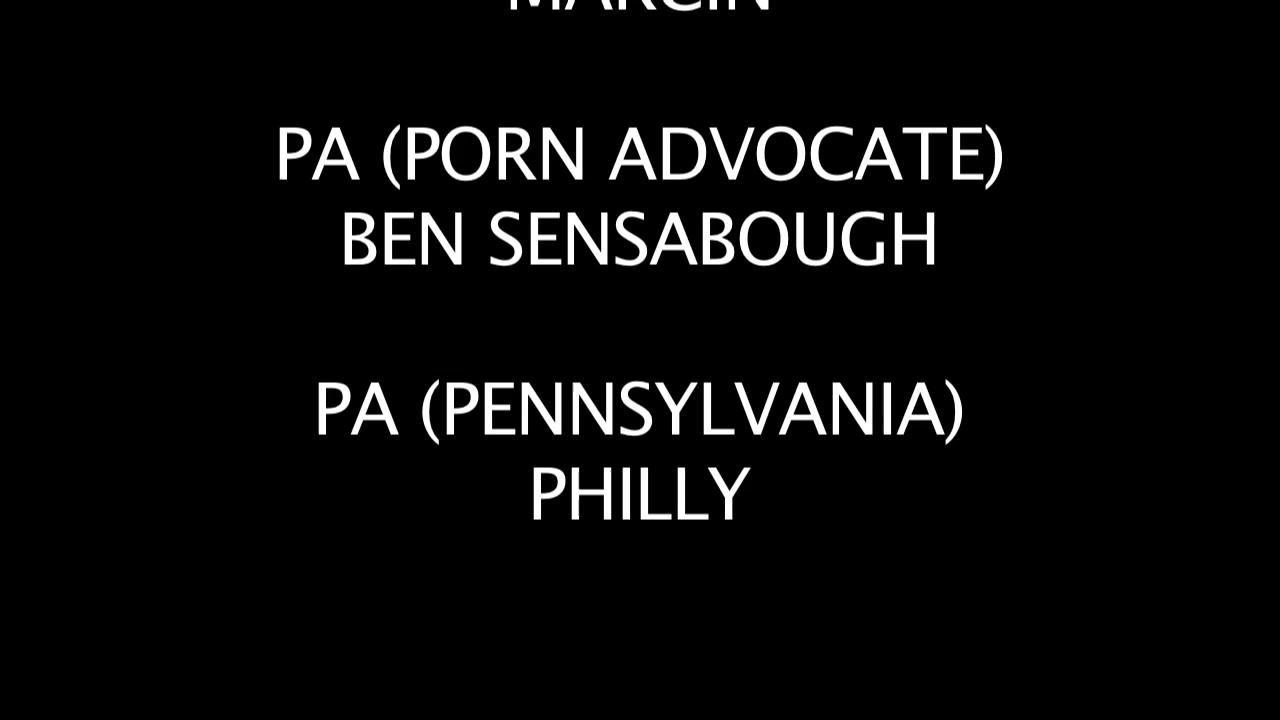 PA (PORN ADVOCATE)
BEN SENSABOUGH
PA (PENNSYLVANIA)
PHILLY